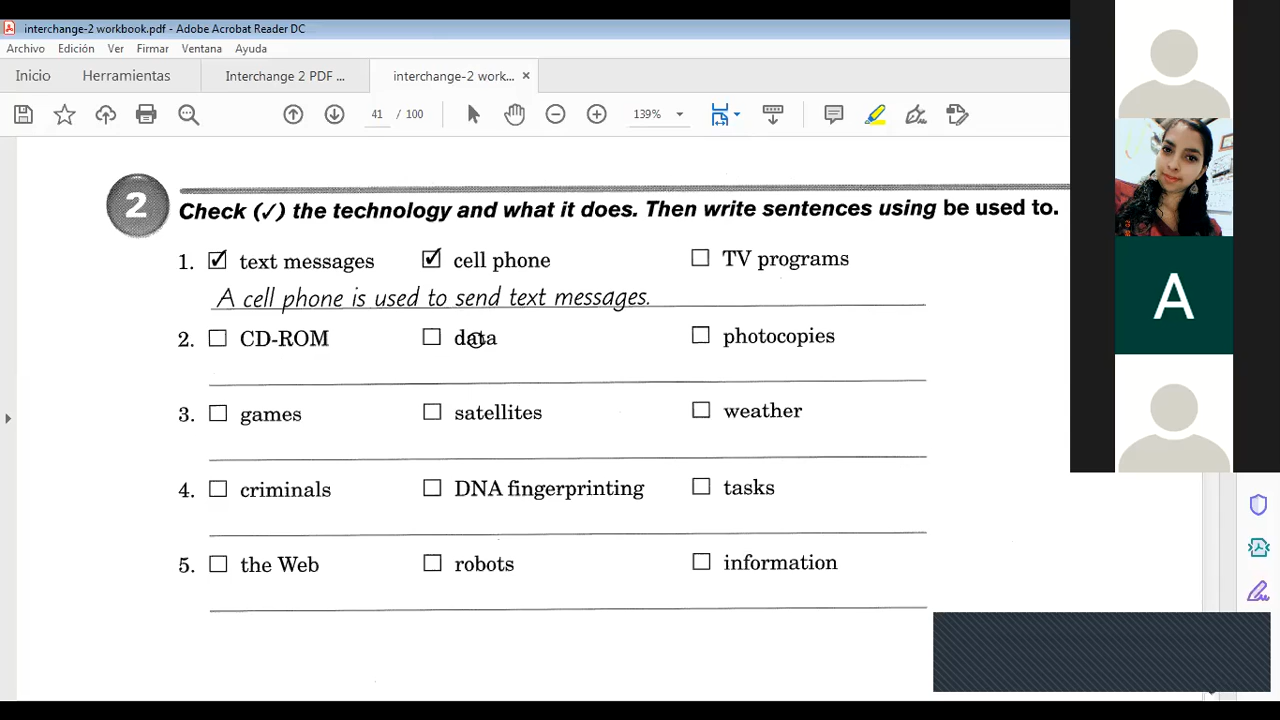 interchange-2 workbook.pdf - Adobe Acrobat Reader DC
Archivo Edición Ver Firmar Ventana Ayuda
Inicio Herramientas Interchange 2 PDF ... interchange-2 work... ×
41 / 100 139%
2 Check (✓) the technology and what it does. Then write sentences using be used to.
1. ☑ text messages ☑ cell phone ☐ TV programs
A cell phone is used to send text messages.
2. ☐ CD-ROM ☐ data ☐ photocopies
3. ☐ games ☐ satellites ☐ weather
4. ☐ criminals ☐ DNA fingerprinting ☐ tasks
5. ☐ the Web ☐ robots ☐ information
A